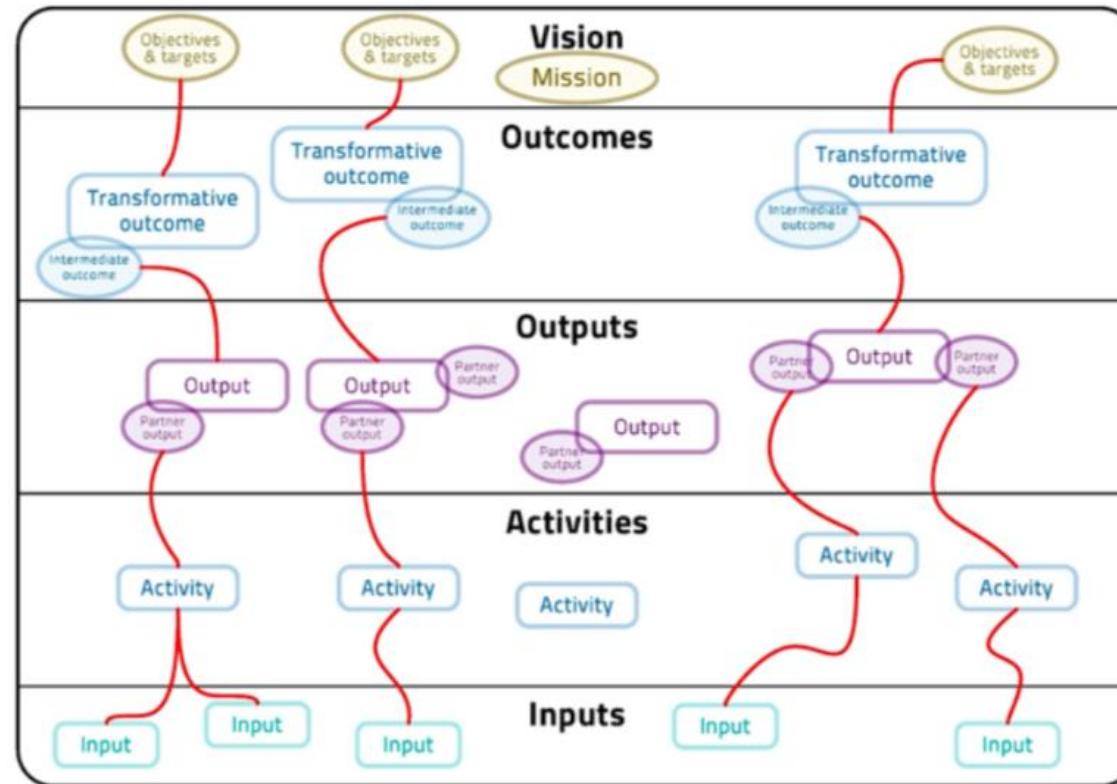 Vision
Objectives
& targets
Objectives
& targets
Mission
Objectives
& targets
Outcomes
Transformative
outcome
Intermediate
outcome
Transformative
outcome
Intermediate
outcome
Transformative
outcome
Intermediate
outcome
Outputs
Output
Partner
output
Output
Partner
output
Partner
output
Output
Partner
output
Partner
output
Output
Partner
output
Activities
Activity
Activity
Activity
Activity
Activity
Inputs
Input
Input
Input
Input
Input